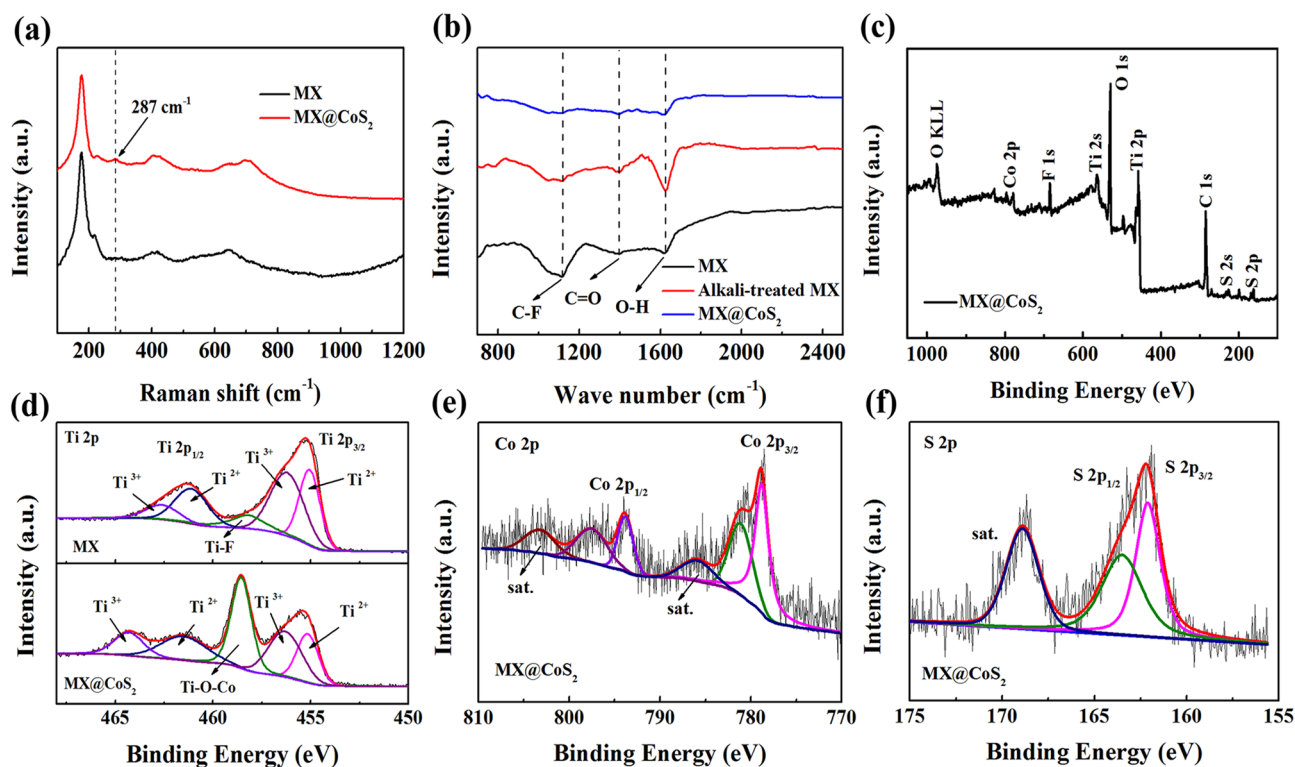 (a)
Intensity (a.u.)
287 cm⁻¹
MX
MX@CoS₂
200 400 600 800 1000 1200
Raman shift (cm⁻¹)
(b)
Intensity (a.u.)
C-F
C=O
O-H
MX
Alkali-treated MX
MX@CoS₂
800 1200 1600 2000 2400
Wave number (cm⁻¹)
(c)
Intensity (a.u.)
O KLL
Co 2p
F 1s
Ti 2s
O 1s
Ti 2p
C 1s
S 2s
S 2p
MX@CoS₂
1000 800 600 400 200
Binding Energy (eV)
(d)
Intensity (a.u.)
Ti 2p
Ti 2p₁/₂
Ti 2p₃/₂
Ti ³⁺
Ti ²⁺
Ti ³⁺
Ti ²⁺
Ti-F
MX
Ti ³⁺
Ti ²⁺
Ti ³⁺
Ti ²⁺
Ti-O-Co
MX@CoS₂
465 460 455 450
Binding Energy (eV)
(e)
Intensity (a.u.)
Co 2p
Co 2p₃/₂
Co 2p₁/₂
sat.
sat.
MX@CoS₂
810 800 790 780 770
Binding Energy (eV)
(f)
Intensity (a.u.)
S 2p
S 2p₁/₂
S 2p₃/₂
sat.
MX@CoS₂
175 170 165 160 155
Binding Energy (eV)